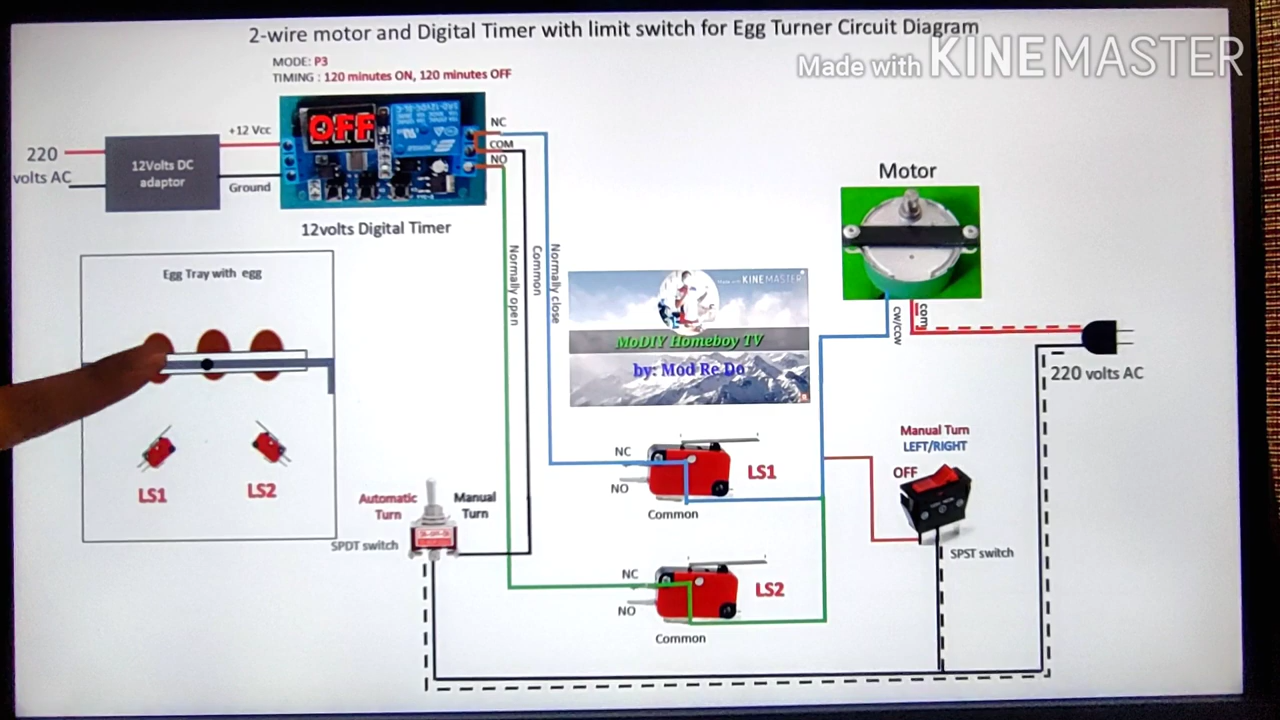 2-wire motor and Digital Timer with limit switch for Egg Turner Circuit Diagram
Made with KINEMASTER
MODE: P3
TIMING : 120 minutes ON, 120 minutes OFF
220
volts AC
12Volts DC
adaptor
+12 Vcc
Ground
OFF
NC
COM
NO
12volts Digital Timer
Normally open
Common
Normally close
Motor
CW/CCW
com
220 volts AC
Egg Tray with egg
LS1
LS2
Made with KINEMASTER
MoDIY Homeboy TV
by: Mod Re Do
NC
NO
Common
LS1
NC
NO
Common
LS2
Automatic
Turn
Manual
Turn
SPDT switch
Manual Turn
LEFT/RIGHT
OFF
SPST switch